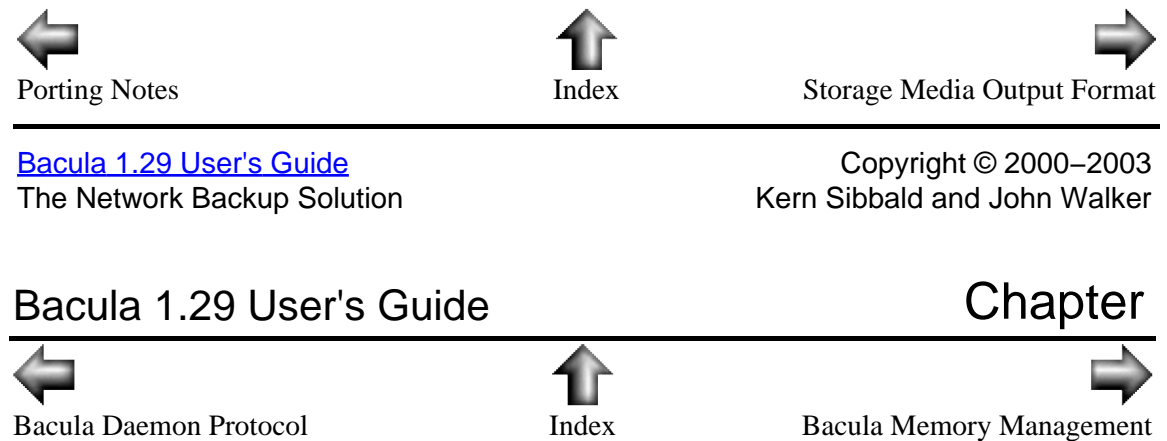 Porting Notes Index Storage Media Output Format
Bacula 1.29 User's Guide Copyright © 2000−2003
The Network Backup Solution Kern Sibbald and John Walker
Bacula 1.29 User's Guide Chapter
Bacula Daemon Protocol Index Bacula Memory Management